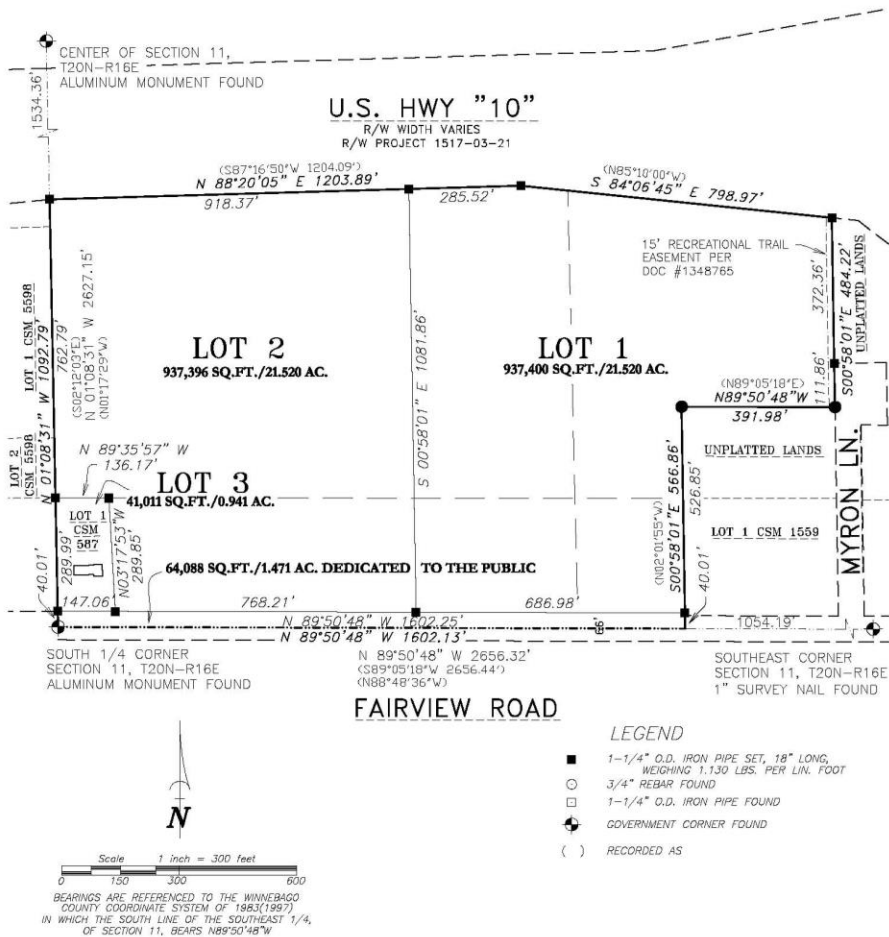 CENTER OF SECTION 11,
T20N-R16E
ALUMINUM MONUMENT FOUND
1534.36'
U.S. HWY "10"
R/W WIDTH VARIES
R/W PROJECT 1517-03-21
(S87°16'50"W 1204.09')
N 88°20'05" E 1203.89'
918.37'
285.52'
(N85°10'00"W)
S 84°06'45" E 798.97'
15' RECREATIONAL TRAIL
EASEMENT PER
DOC #1348765
372.36'
S00°58'01"E 484.22'
UNPLATTED LANDS
111.86'
LOT 1 CSM 5598
N 01°08'31" W 1092.79'
762.79'
(S02°12'03"E)
N 01°08'31" W 2627.15'
(N01°17'29"W)
LOT 2
937,396 SQ.FT./21.520 AC.
S 00°58'01" E 1081.86'
LOT 1
937,400 SQ.FT./21.520 AC.
(N89°05'18"E)
N89°50'48"W
391.98'
UNPLATTED LANDS
LOT 2
CSM 5598
N 89°35'57" W
136.17'
LOT 3
41,011 SQ.FT./0.941 AC.
LOT 1
CSM
587
N03°17'53"W
289.85'
289.99'
40.01'
(N02°01'55"W)
S00°58'01"E 566.86'
526.85'
LOT 1 CSM 1559
MYRON LN.
64,088 SQ.FT./1.471 AC. DEDICATED TO THE PUBLIC
147.06'
768.21'
686.98'
40.01'
N 89°50'48" W 1602.25'
N 89°50'48" W 1602.13'
66'
1054.19'
SOUTH 1/4 CORNER
SECTION 11, T20N-R16E
ALUMINUM MONUMENT FOUND
N 89°50'48" W 2656.32'
(S89°05'18"W 2656.44')
(N88°48'36"W)
SOUTHEAST CORNER
SECTION 11, T20N-R16E
1" SURVEY NAIL FOUND
FAIRVIEW ROAD
LEGEND
1-1/4" O.D. IRON PIPE SET, 18" LONG,
WEIGHING 1.130 LBS. PER LIN. FOOT
3/4" REBAR FOUND
1-1/4" O.D. IRON PIPE FOUND
GOVERNMENT CORNER FOUND
( ) RECORDED AS
N
Scale 1 inch = 300 feet
0 150 300 600
BEARINGS ARE REFERENCED TO THE WINNEBAGO
COUNTY COORDINATE SYSTEM OF 1983(1997)
IN WHICH THE SOUTH LINE OF THE SOUTHEAST 1/4,
OF SECTION 11, BEARS N89°50'48"W